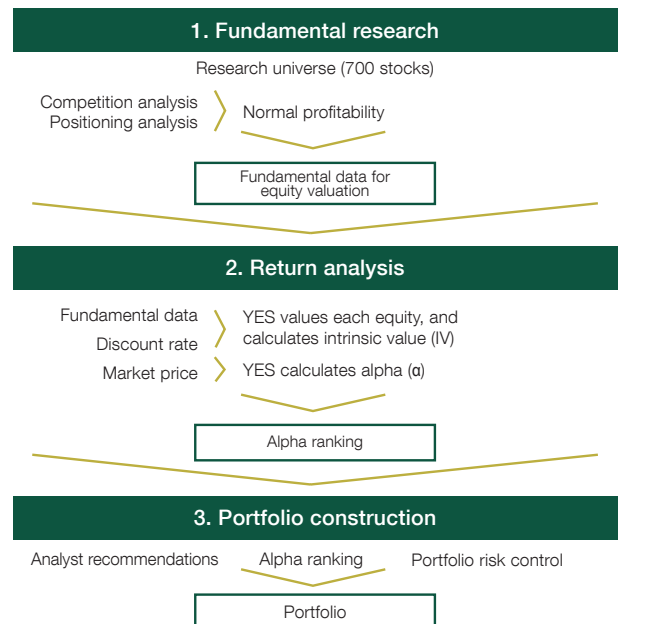 1. Fundamental research
Research universe (700 stocks)
Competition analysis
Positioning analysis
Normal profitability
Fundamental data for
equity valuation
2. Return analysis
Fundamental data
Discount rate
YES values each equity, and
calculates intrinsic value (IV)
Market price
YES calculates alpha (α)
Alpha ranking
3. Portfolio construction
Analyst recommendations
Alpha ranking
Portfolio risk control
Portfolio